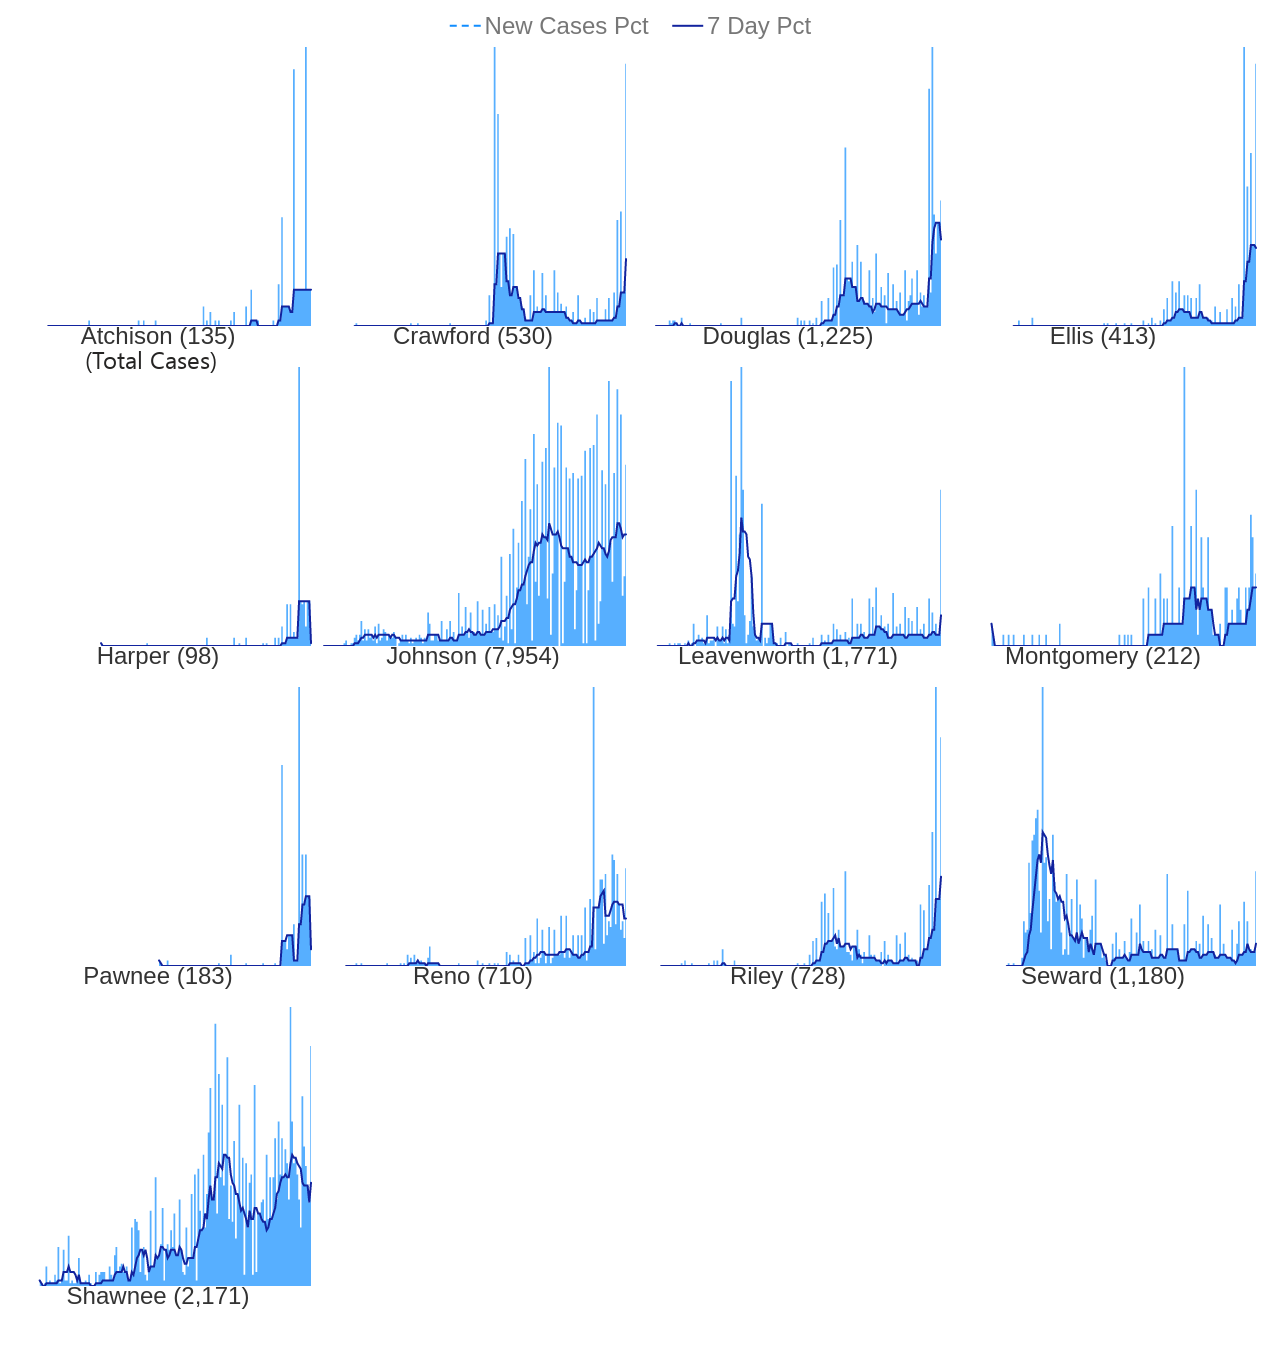 New Cases Pct 7 Day Pct
Atchison (135) Crawford (530) Douglas (1,225) Ellis (413)
(Total Cases)
Harper (98) Johnson (7,954) Leavenworth (1,771) Montgomery (212)
Pawnee (183) Reno (710) Riley (728) Seward (1,180)
Shawnee (2,171)